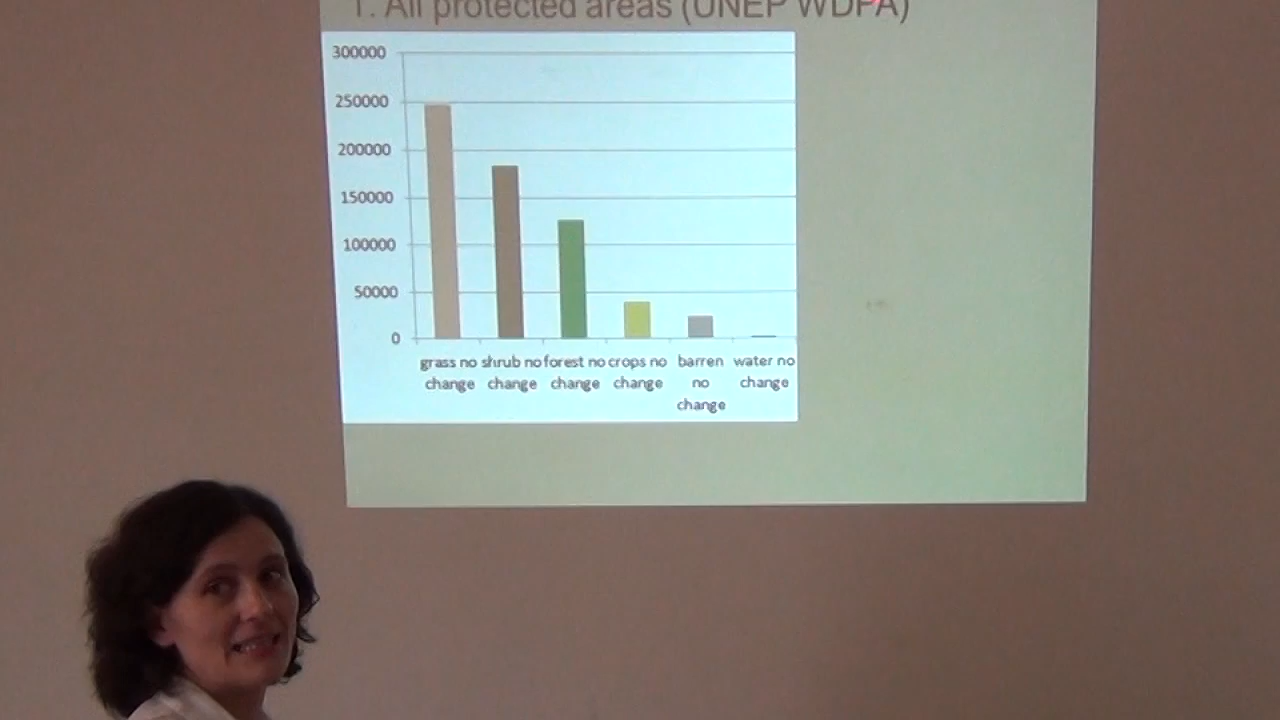 1. All protected areas (UNEP WDPA)
300000
250000
200000
150000
100000
50000
0
grass no change
shrub no change
forest no change
crops no change
barren no change
water no change